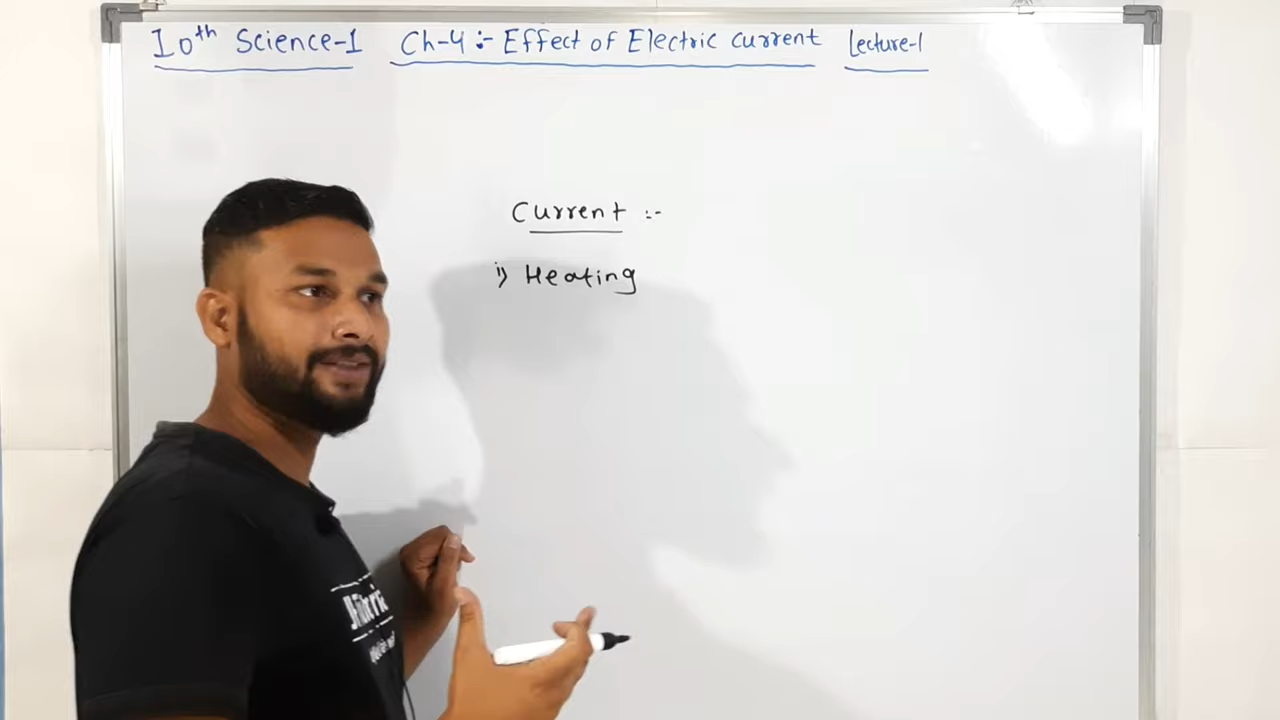 10th Science-1 Ch-4 :- Effect of Electric current Lecture-1
Current :-
i) Heating